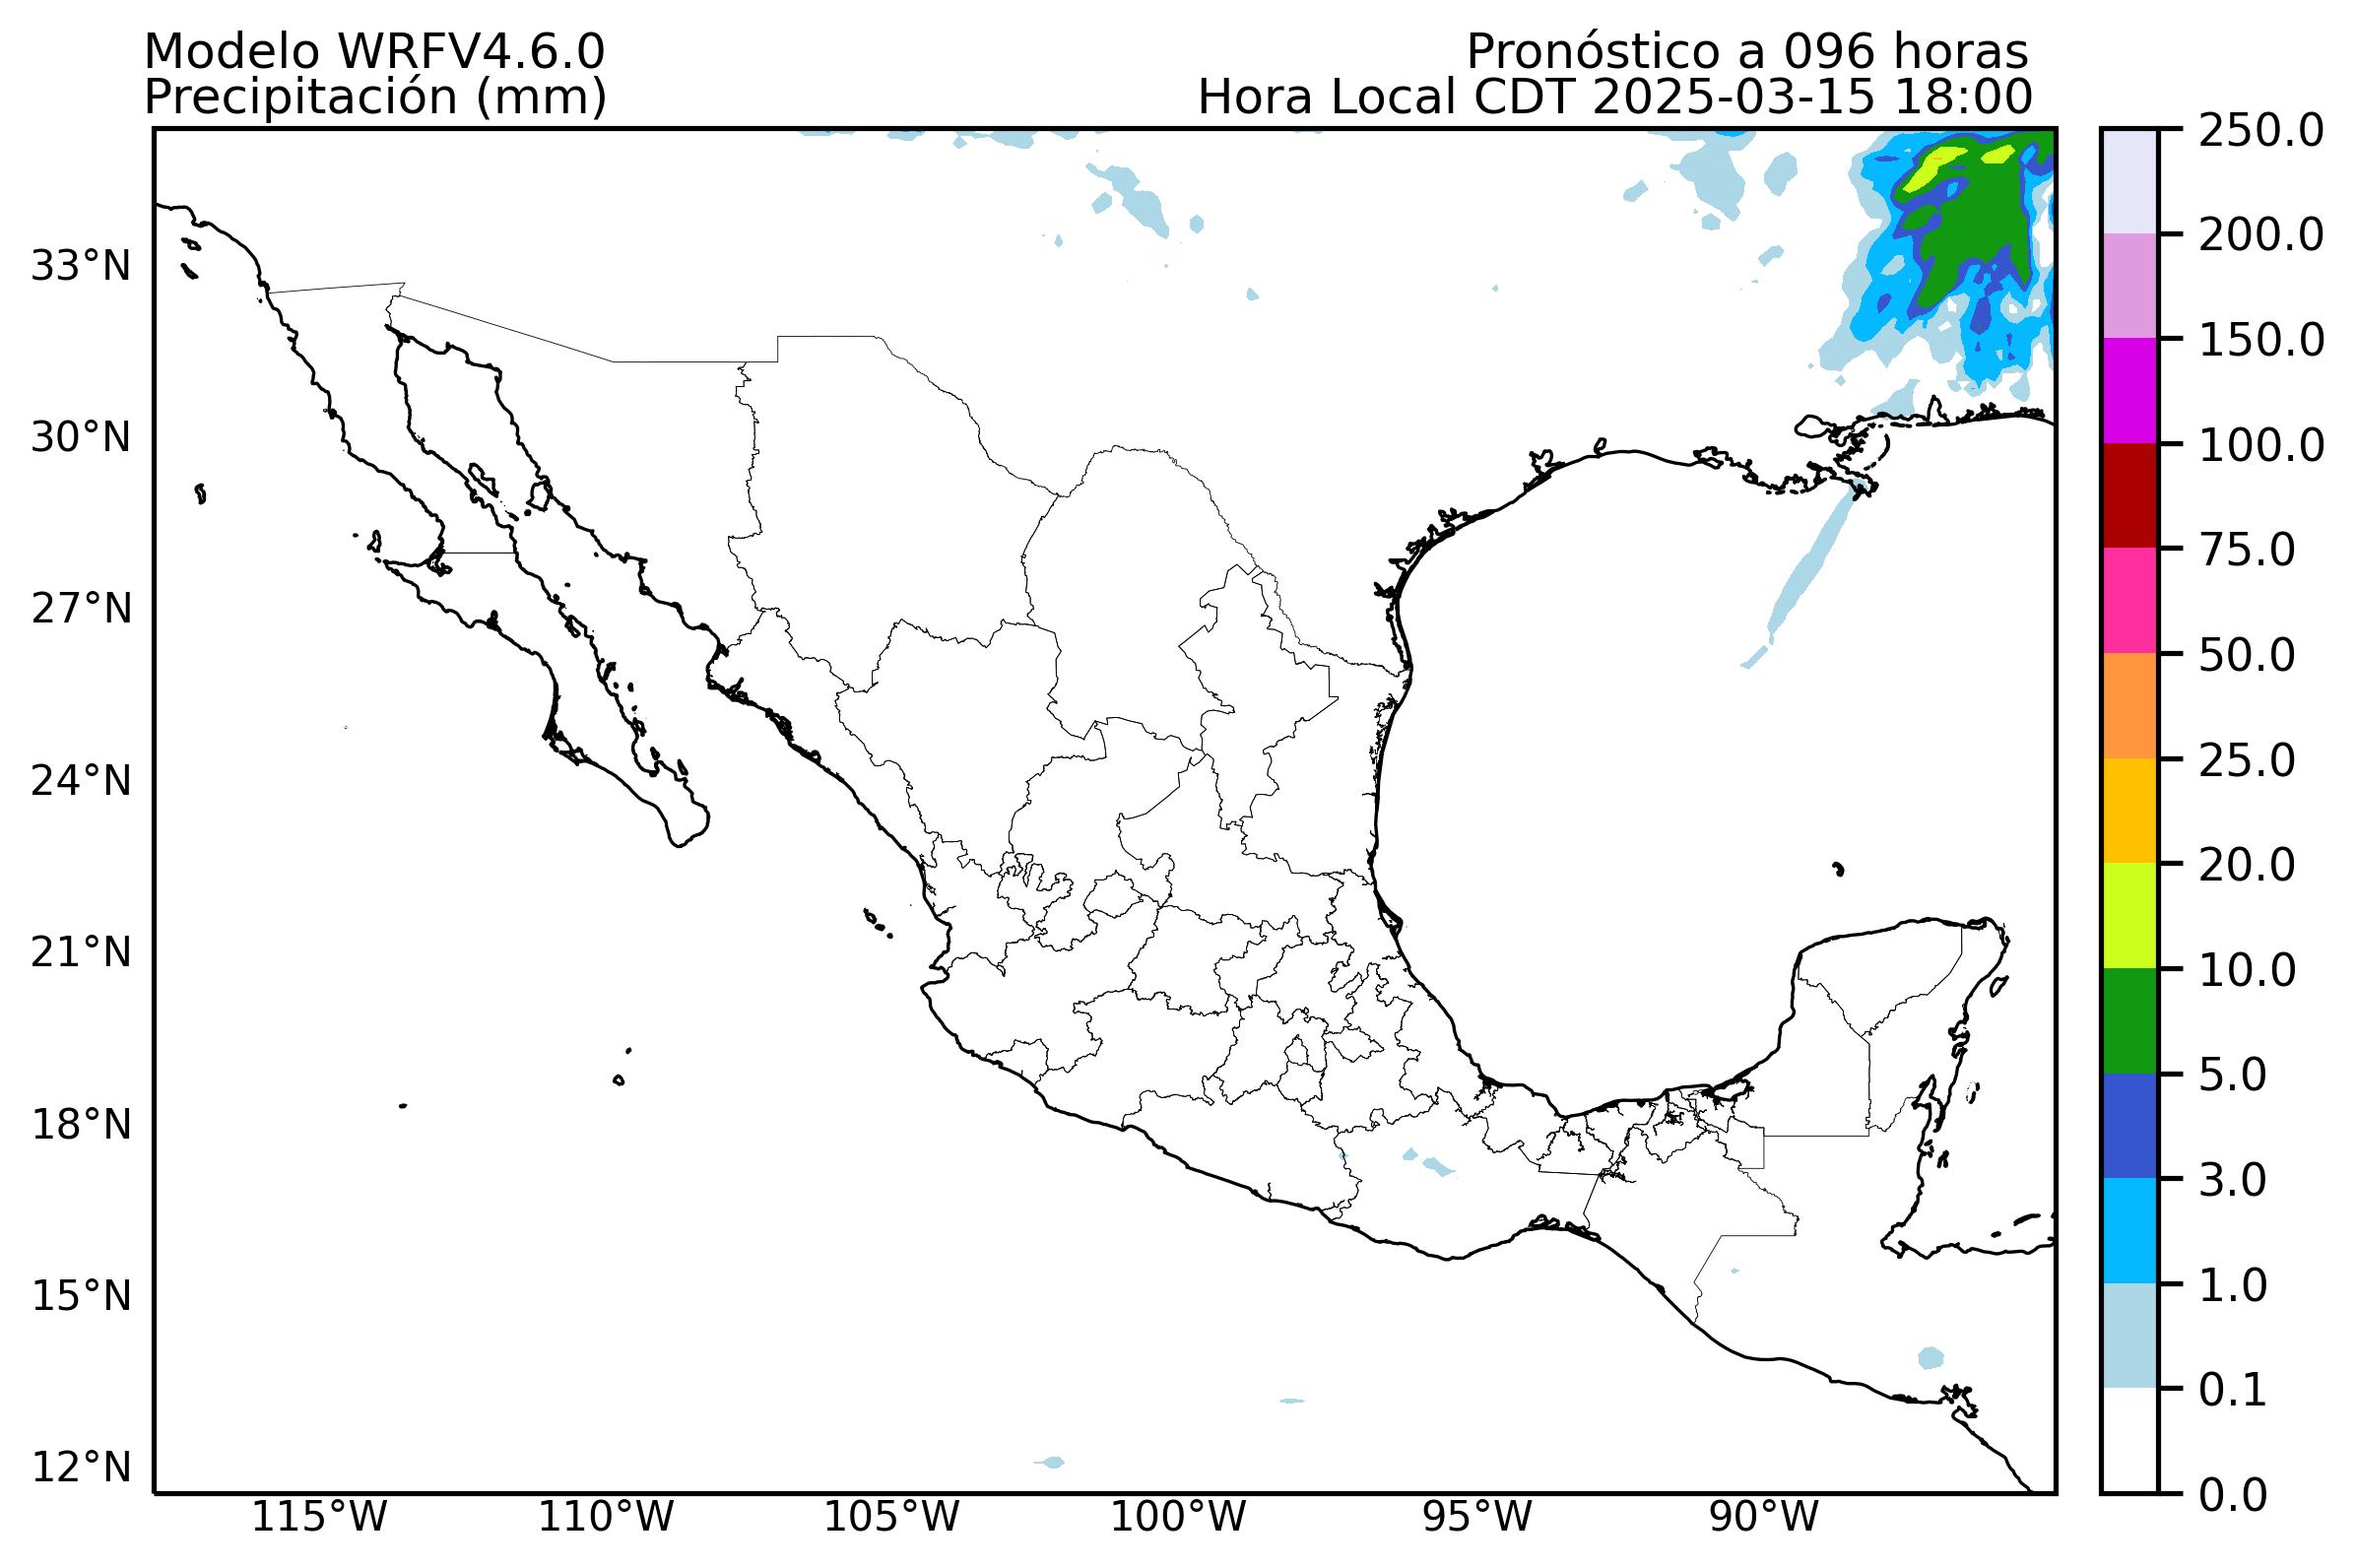 Modelo WRFV4.6.0
Precipitación (mm)
Pronóstico a 096 horas
Hora Local CDT 2025-03-15 18:00
33°N
30°N
27°N
24°N
21°N
18°N
15°N
12°N
115°W
110°W
105°W
100°W
95°W
90°W
250.0
200.0
150.0
100.0
75.0
50.0
25.0
20.0
10.0
5.0
3.0
1.0
0.1
0.0